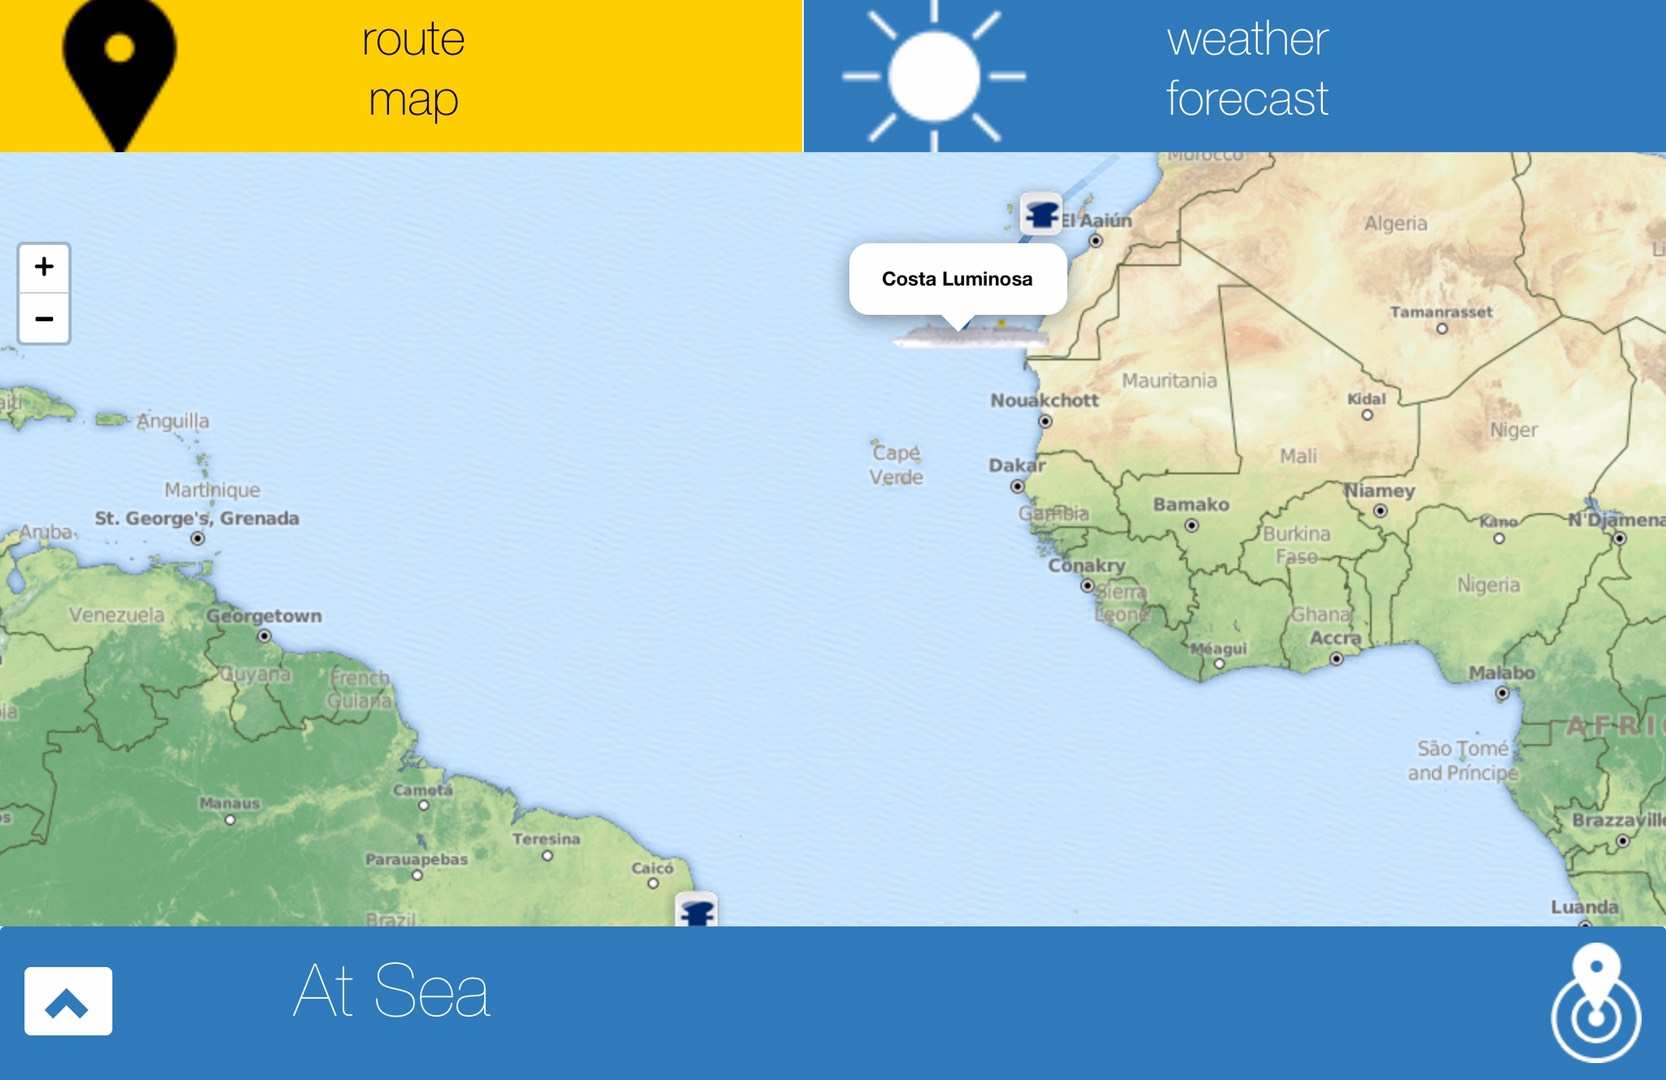 route
map
weather
forecast
Morocco
El Aaiún
Algeria
+
Costa Luminosa
Tamanrasset
−
Mauritania
Nouakchott
Kidal
Anguilla
Niger
Cape
Verde
Dakar
Mali
Martinique
Niamey
Bamako
St. George's, Grenada
Gambia
Kano
N'Djamena
Aruba
Burkina
Faso
Conakry
Nigeria
Sierra
Leone
Venezuela
Georgetown
Ghana
Accra
Méagui
Guyana
French
Guiana
Malabo
São Tomé
and Príncipe
Manaus
Cametá
Brazzaville
Teresina
Parauapebas
Caicó
Luanda
Brazil
At Sea